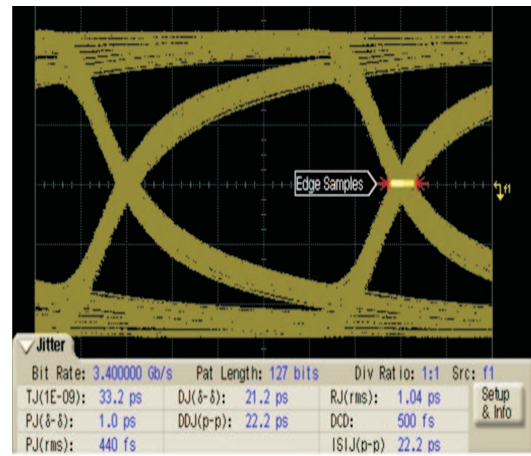 Edge Samples
f1
Jitter
Bit Rate: 3.400000 Gb/s Pat Length: 127 bits Div Ratio: 1:1 Src: f1
TJ(1E-09): 33.2 ps DJ(δ-δ): 21.2 ps RJ(rms): 1.04 ps Setup & Info
PJ(δ-δ): 1.0 ps DDJ(p-p): 22.2 ps DCD: 500 fs
PJ(rms): 440 fs ISIJ(p-p) 22.2 ps